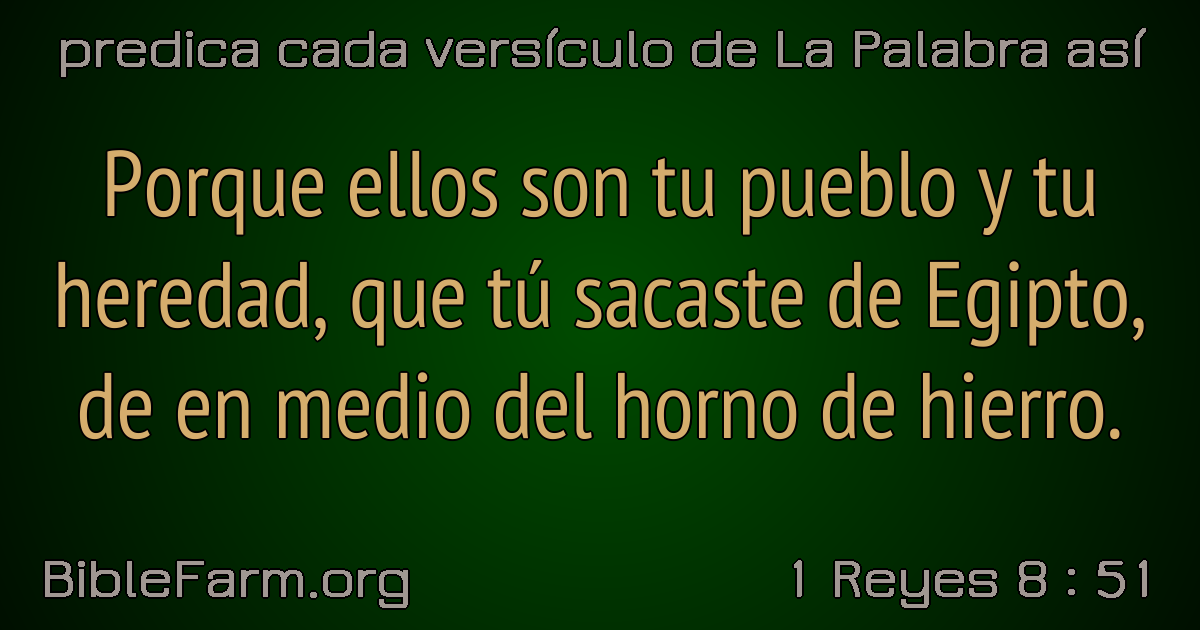 predica cada versículo de La Palabra así
Porque ellos son tu pueblo y tu
heredad, que tú sacaste de Egipto,
de en medio del horno de hierro.
BibleFarm.org
1 Reyes 8 : 51